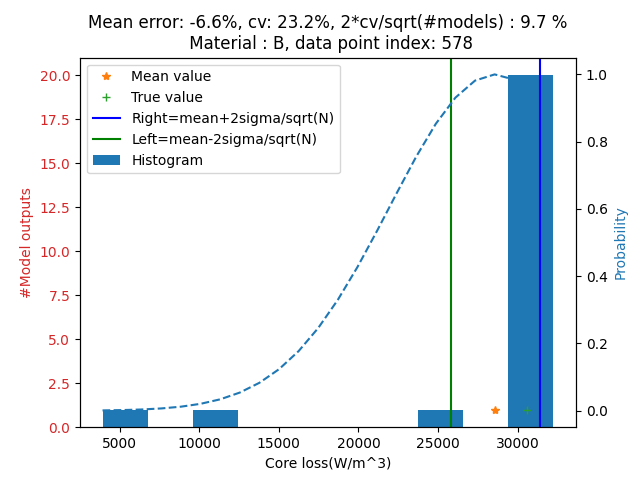 Mean error: -6.6%, cv: 23.2%, 2*cv/sqrt(#models) : 9.7 %
Material : B, data point index: 578
Mean value
True value
Right=mean+2sigma/sqrt(N)
Left=mean-2sigma/sqrt(N)
Histogram
#Model outputs
20.0
17.5
15.0
12.5
10.0
7.5
5.0
2.5
0.0
1.0
0.8
0.6
0.4
0.2
0.0
Probability
5000 10000 15000 20000 25000 30000
Core loss(W/m^3)